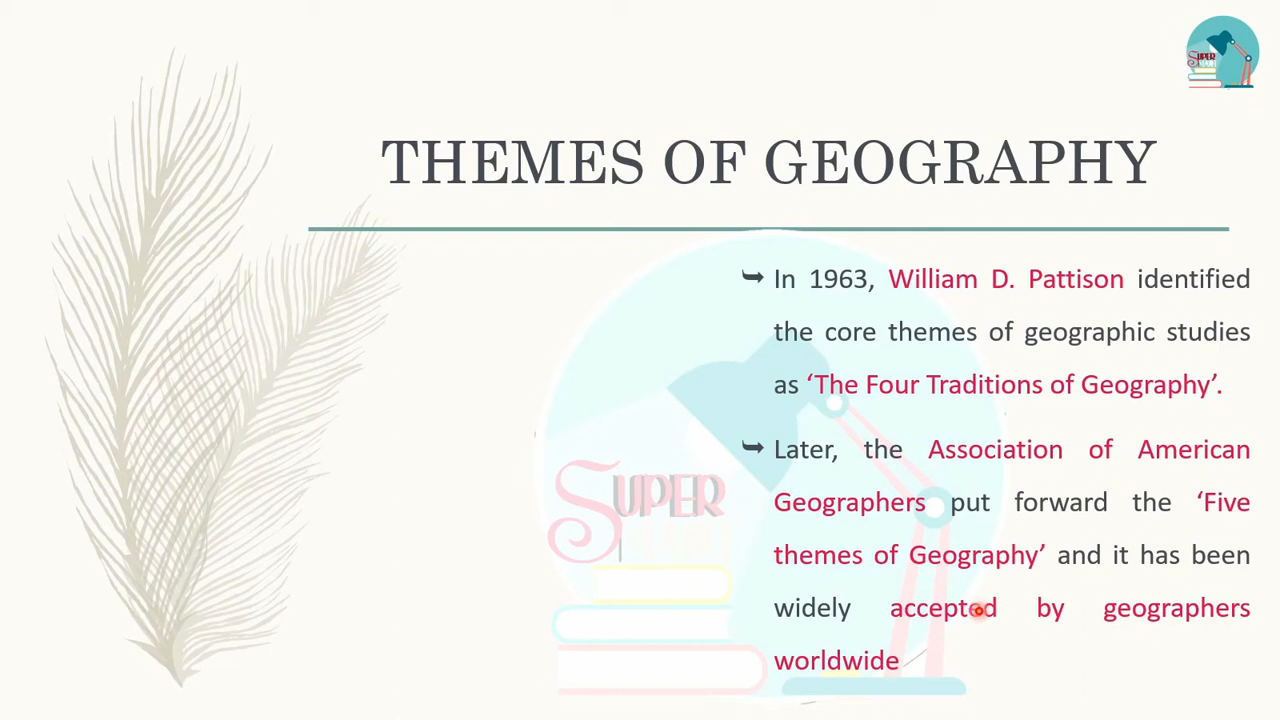 SUPER
THEMES OF GEOGRAPHY
➥ In 1963, William D. Pattison identified
the core themes of geographic studies
as ‘The Four Traditions of Geography’.
➥ Later, the Association of American
Geographers put forward the ‘Five
themes of Geography’ and it has been
widely accepted by geographers
worldwide
SUPER